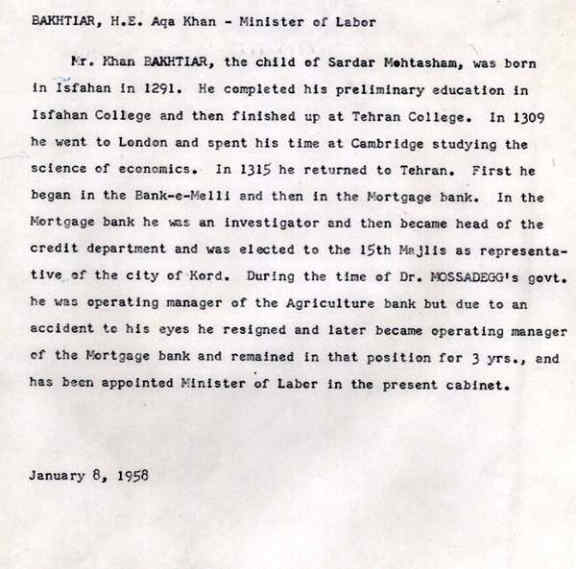 BAKHTIAR, H.E. Aqa Khan - Minister of Labor
Mr. Khan BAKHTIAR, the child of Sardar Mohtasham, was born
in Isfahan in 1291. He completed his preliminary education in
Isfahan College and then finished up at Tehran College. In 1309
he went to London and spent his time at Cambridge studying the
science of economics. In 1315 he returned to Tehran. First he
began in the Bank-e-Melli and then in the Mortgage bank. In the
Mortgage bank he was an investigator and then became head of the
credit department and was elected to the 15th Majlis as representa-
tive of the city of Kord. During the time of Dr. MOSSADEGG's govt.
he was operating manager of the Agriculture bank but due to an
accident to his eyes he resigned and later became operating manager
of the Mortgage bank and remained in that position for 3 yrs., and
has been appointed Minister of Labor in the present cabinet.
January 8, 1958